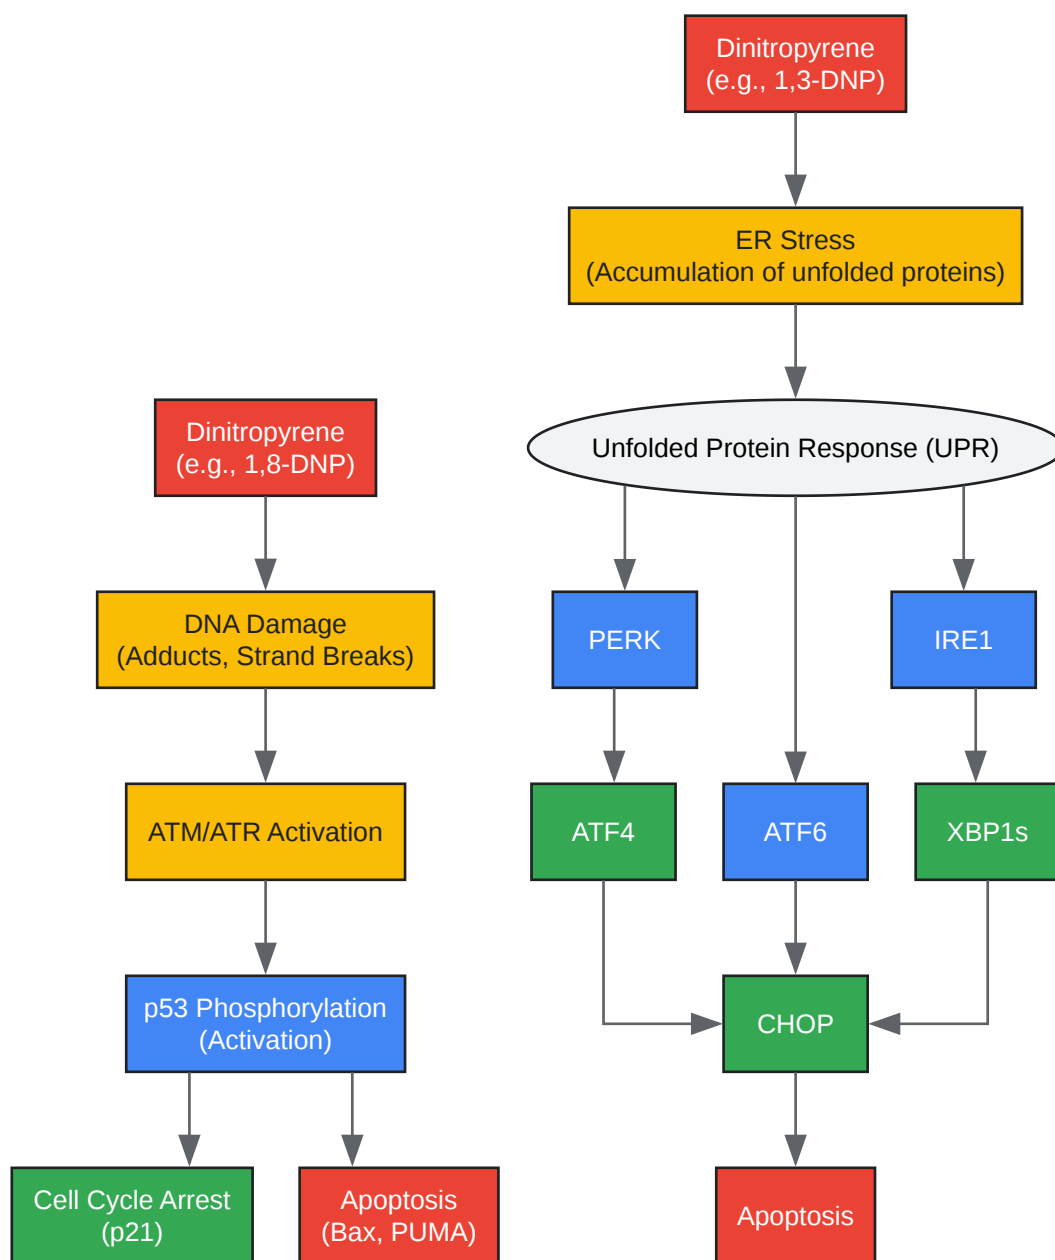 Dinitropyrene
(e.g., 1,3-DNP)
ER Stress
(Accumulation of unfolded proteins)
Unfolded Protein Response (UPR)
Dinitropyrene
(e.g., 1,8-DNP)
DNA Damage
(Adducts, Strand Breaks)
PERK
IRE1
ATM/ATR Activation
ATF4
ATF6
XBP1s
p53 Phosphorylation
(Activation)
CHOP
Cell Cycle Arrest
(p21)
Apoptosis
(Bax, PUMA)
Apoptosis